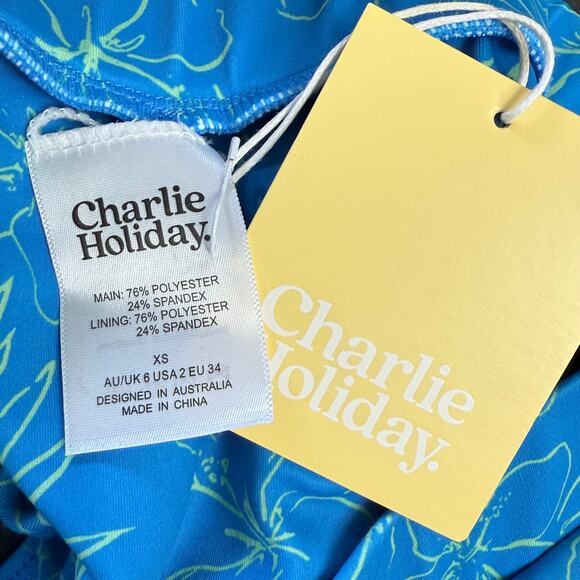 Charlie
Holiday.
MAIN: 76% POLYESTER
24% SPANDEX
LINING: 76% POLYESTER
24% SPANDEX
XS
AU/UK 6 USA 2 EU 34
DESIGNED IN AUSTRALIA
MADE IN CHINA
Charlie
Holiday.